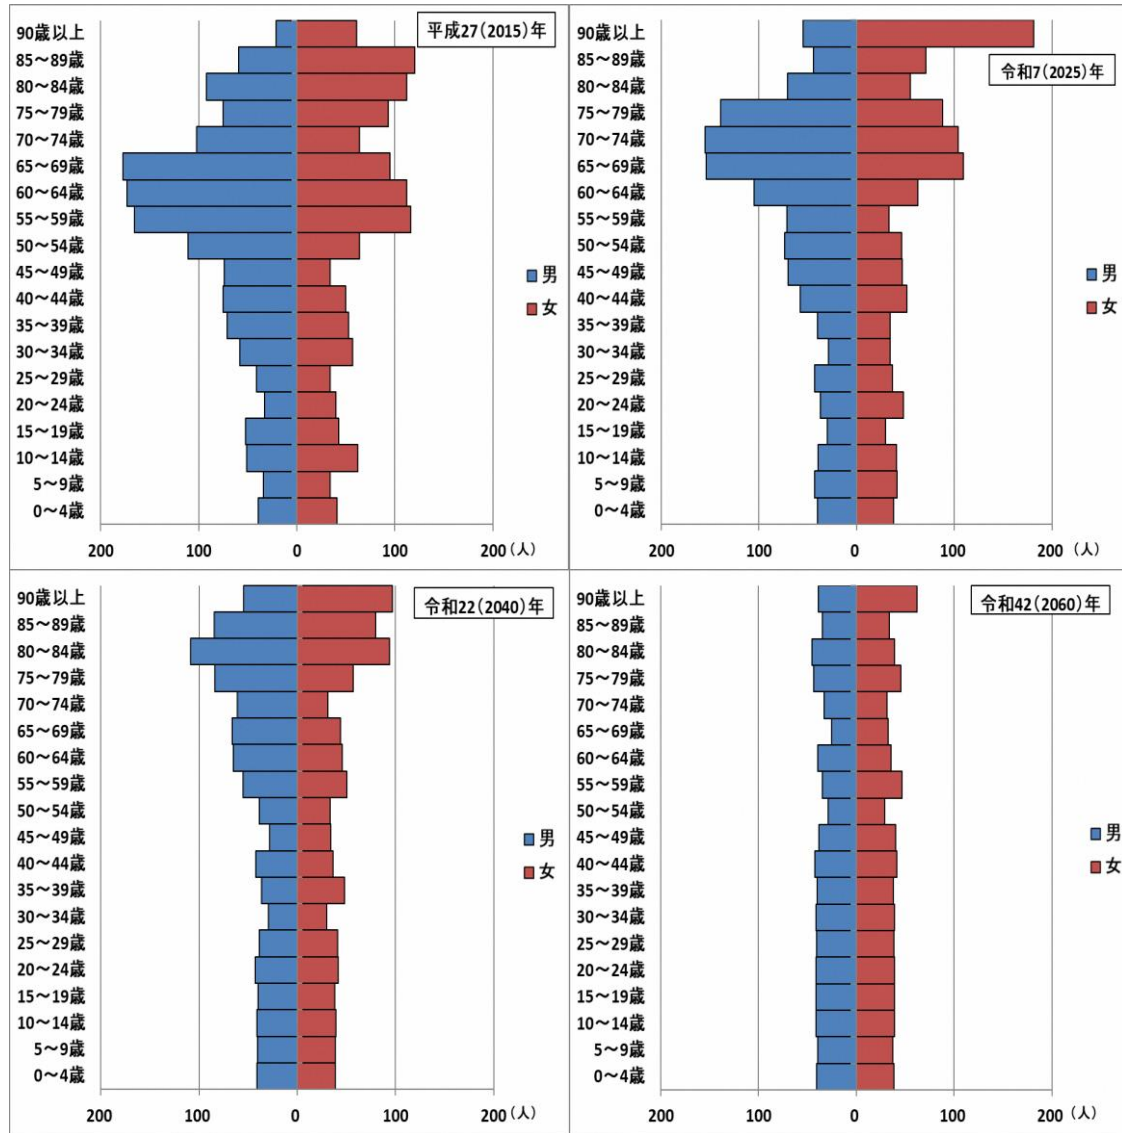 平成27(2015)年
90歳以上
85～89歳
80～84歳
75～79歳
70～74歳
65～69歳
60～64歳
55～59歳
50～54歳
45～49歳
40～44歳
35～39歳
30～34歳
25～29歳
20～24歳
15～19歳
10～14歳
5～9歳
0～4歳
男
女
200 100 0 100 200 (人)
令和7(2025)年
90歳以上
85～89歳
80～84歳
75～79歳
70～74歳
65～69歳
60～64歳
55～59歳
50～54歳
45～49歳
40～44歳
35～39歳
30～34歳
25～29歳
20～24歳
15～19歳
10～14歳
5～9歳
0～4歳
男
女
200 100 0 100 200 (人)
令和22(2040)年
90歳以上
85～89歳
80～84歳
75～79歳
70～74歳
65～69歳
60～64歳
55～59歳
50～54歳
45～49歳
40～44歳
35～39歳
30～34歳
25～29歳
20～24歳
15～19歳
10～14歳
5～9歳
0～4歳
男
女
200 100 0 100 200 (人)
令和42(2060)年
90歳以上
85～89歳
80～84歳
75～79歳
70～74歳
65～69歳
60～64歳
55～59歳
50～54歳
45～49歳
40～44歳
35～39歳
30～34歳
25～29歳
20～24歳
15～19歳
10～14歳
5～9歳
0～4歳
男
女
200 100 0 100 200 (人)